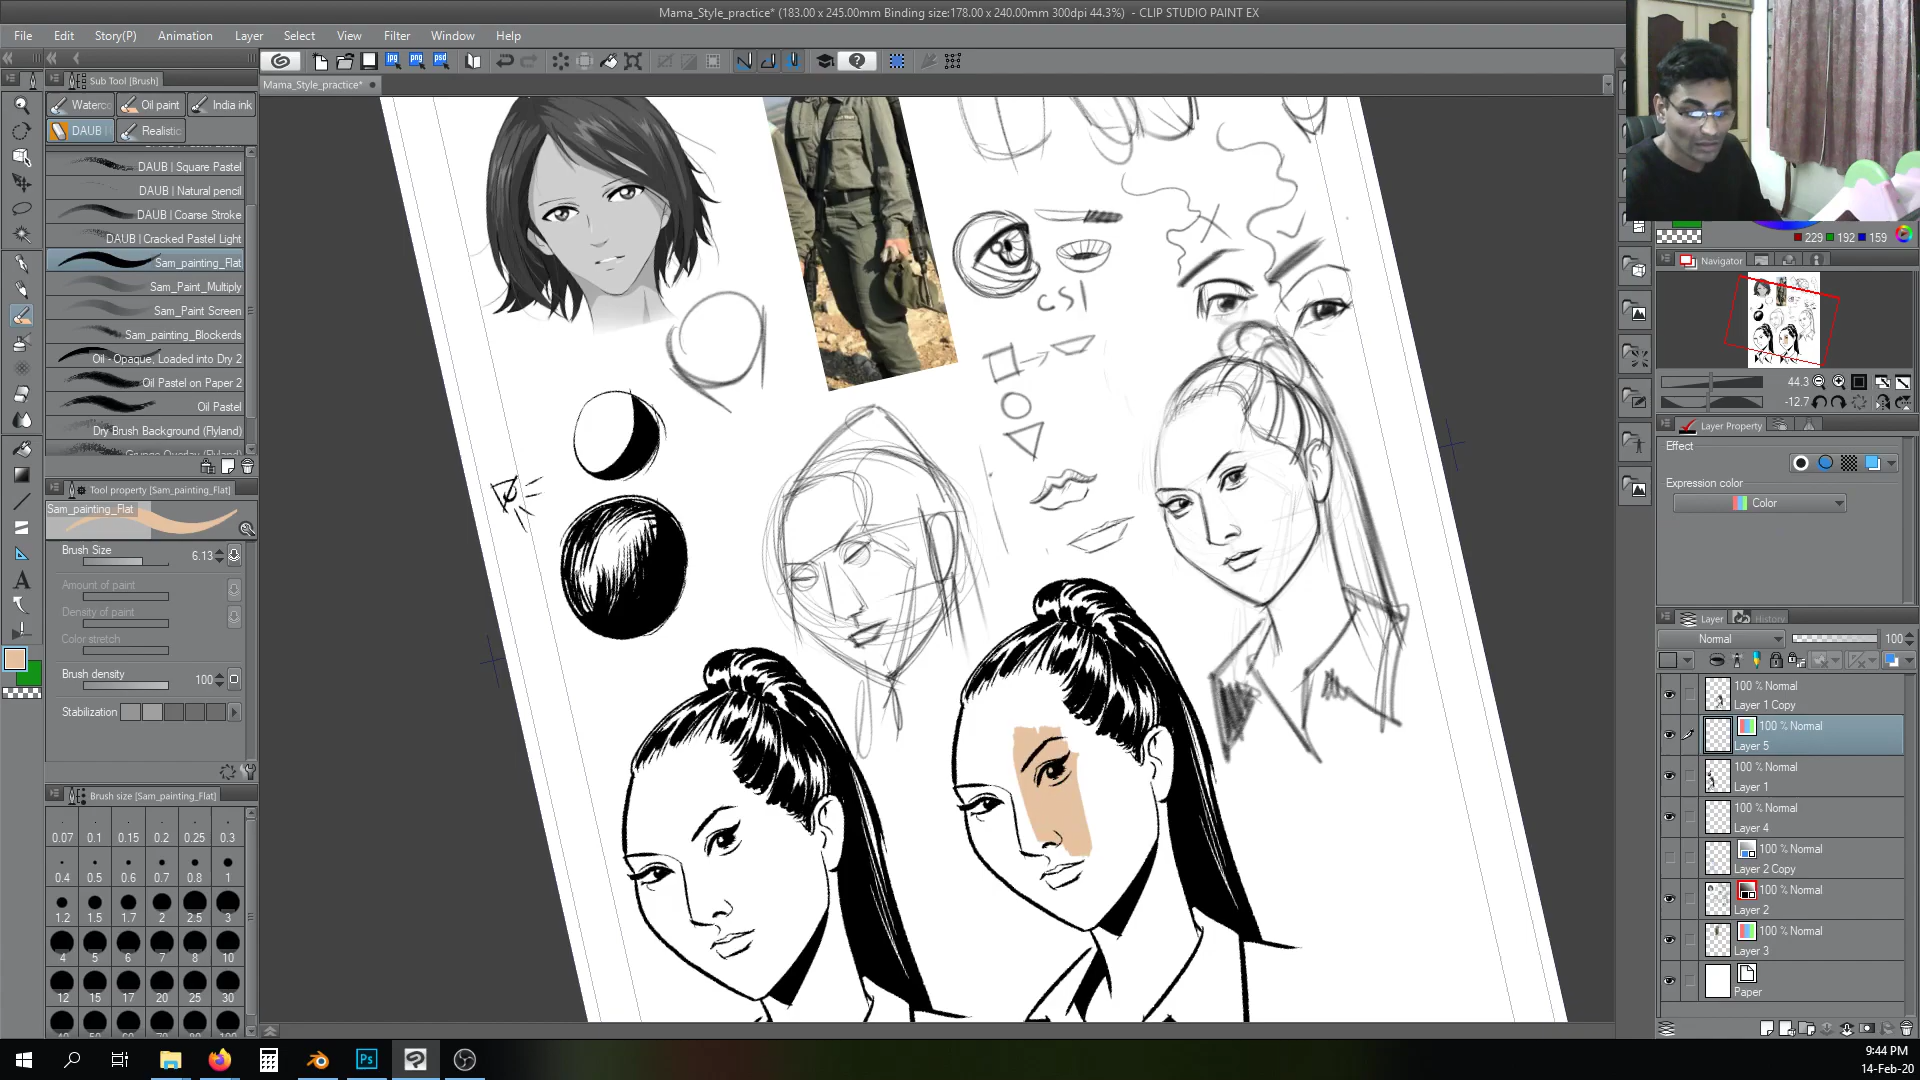 Mama_Style_practice* (183.00 x 245.00mm Binding size:178.00 x 240.00mm 300dpi 44.3%) - CLIP STUDIO PAINT EX
File Edit Story(P) Animation Layer Select View Filter Window Help
Sub Tool [Brush]
Mama_Style_practice*
Waterco Oil paint India ink
DAUB | Realistic
DAUB | Square Pastel
DAUB | Natural pencil
DAUB | Coarse Stroke
DAUB | Cracked Pastel Light
Sam_painting_Flat
Sam_Paint_Multiply
Sam_Paint Screen
Sam_painting_Blockerds
Oil - Opaque, Loaded into Dry 2
Oil Pastel on Paper 2
Oil Pastel
Dry Brush Background (Flyland)
Grunge Overlay (Flyland)
Tool property [Sam_painting_Flat]
Sam_painting_Flat
Brush Size 6.13
Amount of paint
Density of paint
Color stretch
Brush density 100
Stabilization
Brush size [Sam_painting_Flat]
0.07 0.1 0.15 0.2 0.25 0.3
0.4 0.5 0.6 0.7 0.8 1
1.2 1.5 1.7 2 2.5 3
4 5 6 7 8 10
12 15 17 20 25 30
CSI
229 192 159
Navigator
44.3
-12.7
Layer Property
Effect
Expression color
Color
Layer History
Normal 100
100 % Normal
Layer 1 Copy
100 % Normal
Layer 5
100 % Normal
Layer 1
100 % Normal
Layer 4
100 % Normal
Layer 2 Copy
100 % Normal
Layer 2
100 % Normal
Layer 3
Paper
Ps
9:44 PM
14-Feb-20